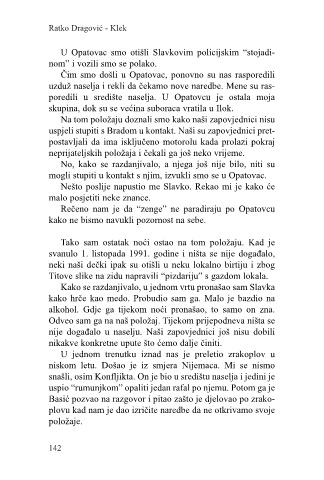 Ratko Dragović - Klek
U Opatovac smo otišli Slavkovim policijskim “stojadi-
nom” i vozili smo se polako.
Čim smo došli u Opatovac, ponovno su nas rasporedili
uzduž naselja i rekli da čekamo nove naredbe. Mene su ras-
poredili u središte naselja. U Opatovcu je ostala moja
skupina, dok su se većina suboraca vratila u Ilok.
Na tom položaju doznali smo kako naši zapovjednici nisu
uspjeli stupiti s Bradom u kontakt. Naši su zapovjednici pret-
postavljali da ima isključeno motorolu kada prolazi pokraj
neprijateljskih položaja i čekali ga još neko vrijeme.
No, kako se razdanjivalo, a njega još nije bilo, niti su
mogli stupiti u kontakt s njim, izvukli smo se u Opatovac.
Nešto poslije napustio me Slavko. Rekao mi je kako će
malo posjetiti neke znance.
Rečeno nam je da “zenge” ne paradiraju po Opatovcu
kako ne bismo navukli pozornost na sebe.
Tako sam ostatak noći ostao na tom položaju. Kad je
svanulo 1. listopada 1991. godine i ništa se nije događalo,
neki naši dečki ipak su otišli u neku lokalno birtiju i zbog
Titove slike na zidu napravili “pizdariju” s gazdom lokala.
Kako se razdanjivalo, u jednom vrtu pronašao sam Slavka
kako hrče kao medo. Probudio sam ga. Malo je bazdio na
alkohol. Gdje ga tijekom noći pronašao, to samo on zna.
Odveo sam ga na naš položaj. Tijekom prijepodneva ništa se
nije događalo u naselju. Naši zapovjednici još nisu dobili
nikakve konkretne upute što ćemo dalje činiti.
U jednom trenutku iznad nas je preletio zrakoplov u
niskom letu. Došao je iz smjera Nijemaca. Mi se nismo
snašli, osim Konfljikta. On je bio u središtu naselja i jedini je
uspio “rumunjkom” opaliti jedan rafal po njemu. Potom ga je
Basić pozvao na razgovor i pitao zašto je djelovao po zrako-
plovu kad nam je dao izričite naredbe da ne otkrivamo svoje
položaje.
142